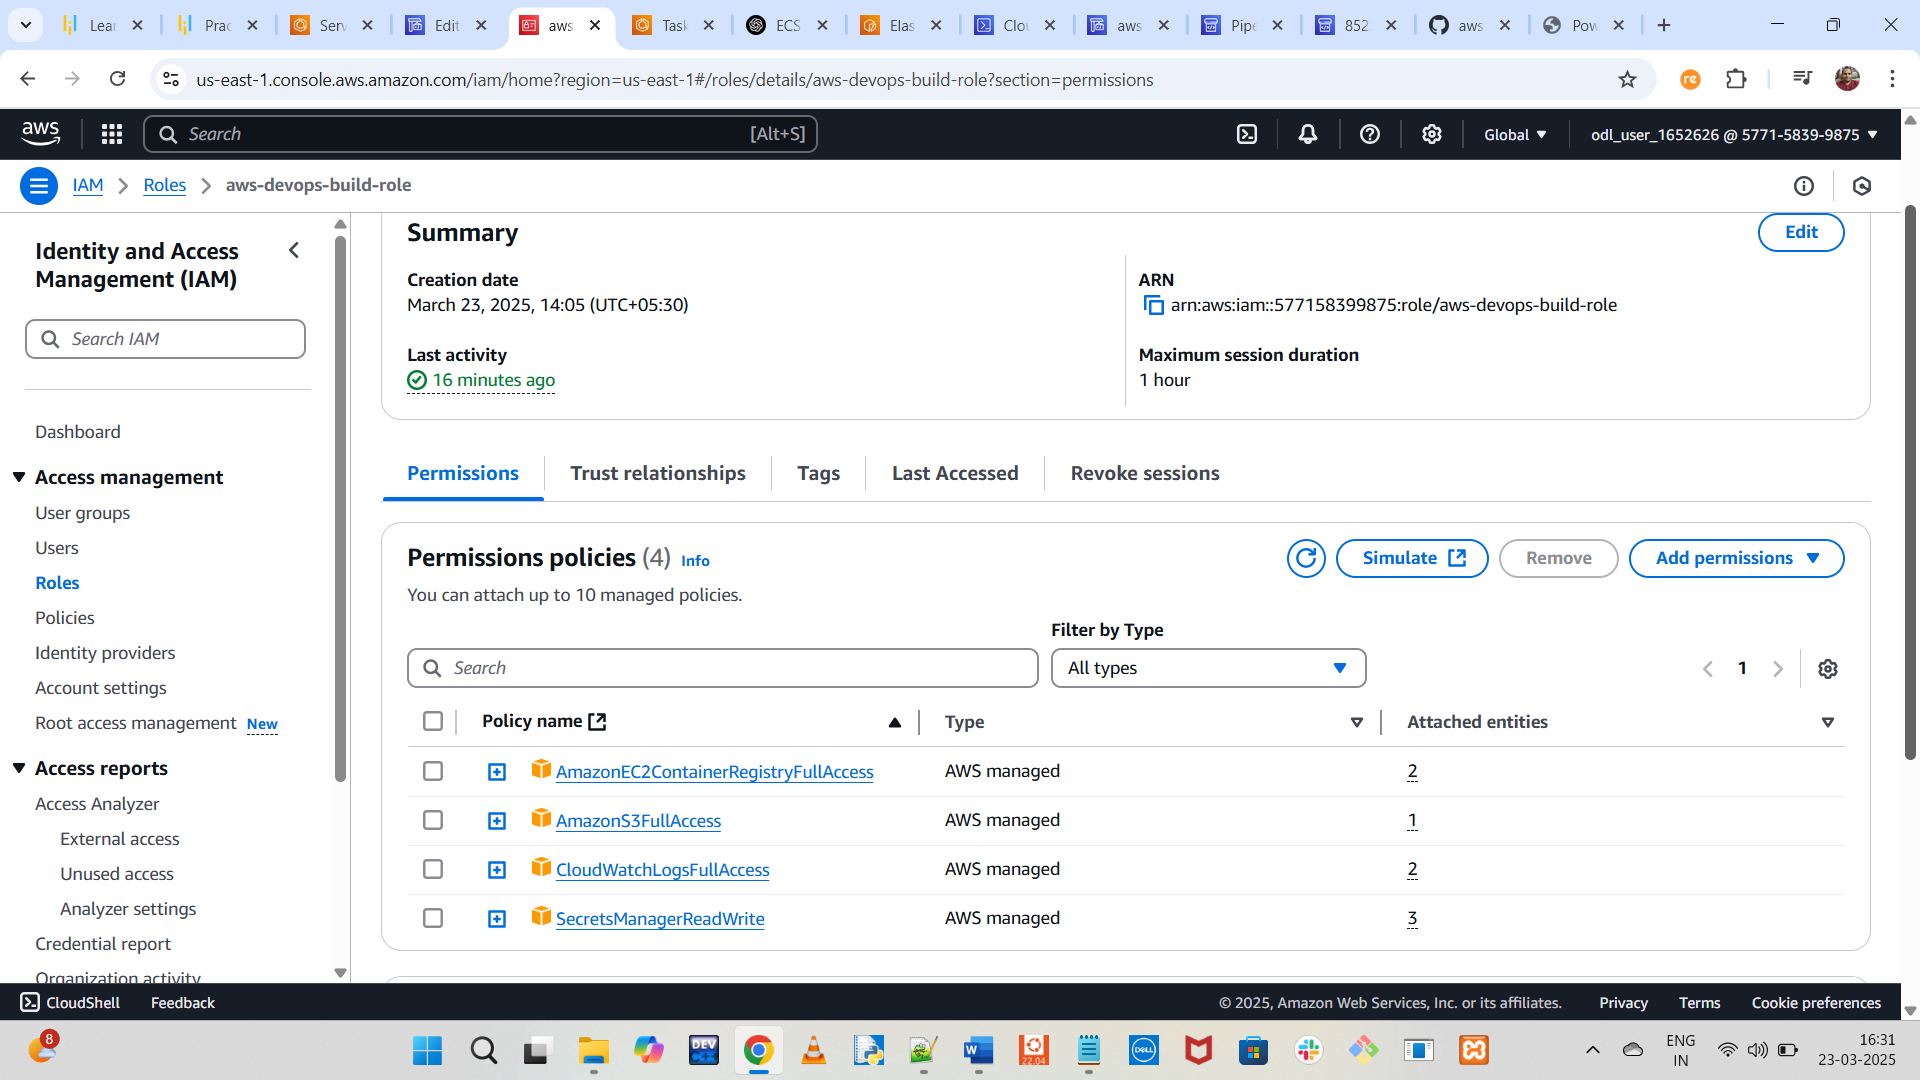 Lear
Prac
Serv
Edit
aws
Task
ECS
Elas
Clou
aws
Pipe
852
aws
Pow
us-east-1.console.aws.amazon.com/iam/home?region=us-east-1#/roles/details/aws-devops-build-role?section=permissions
re
aws
Search
[Alt+S]
Global
odl_user_1652626 @ 5771-5839-9875
IAM
Roles
aws-devops-build-role
Identity and Access
Management (IAM)
Search IAM
Dashboard
Access management
User groups
Users
Roles
Policies
Identity providers
Account settings
Root access management New
Access reports
Access Analyzer
External access
Unused access
Analyzer settings
Credential report
Organization activity
Summary
Edit
Creation date
March 23, 2025, 14:05 (UTC+05:30)
Last activity
16 minutes ago
ARN
arn:aws:iam::577158399875:role/aws-devops-build-role
Maximum session duration
1 hour
Permissions
Trust relationships
Tags
Last Accessed
Revoke sessions
Permissions policies (4) Info
Simulate
Remove
Add permissions
You can attach up to 10 managed policies.
Filter by Type
Search
All types
1
Policy name
Type
Attached entities
AmazonEC2ContainerRegistryFullAccess AWS managed 2
AmazonS3FullAccess AWS managed 1
CloudWatchLogsFullAccess AWS managed 2
SecretsManagerReadWrite AWS managed 3
CloudShell
Feedback
© 2025, Amazon Web Services, Inc. or its affiliates.
Privacy
Terms
Cookie preferences
8
DEV
C++
22.04
DELL
ENG
IN
16:31
23-03-2025